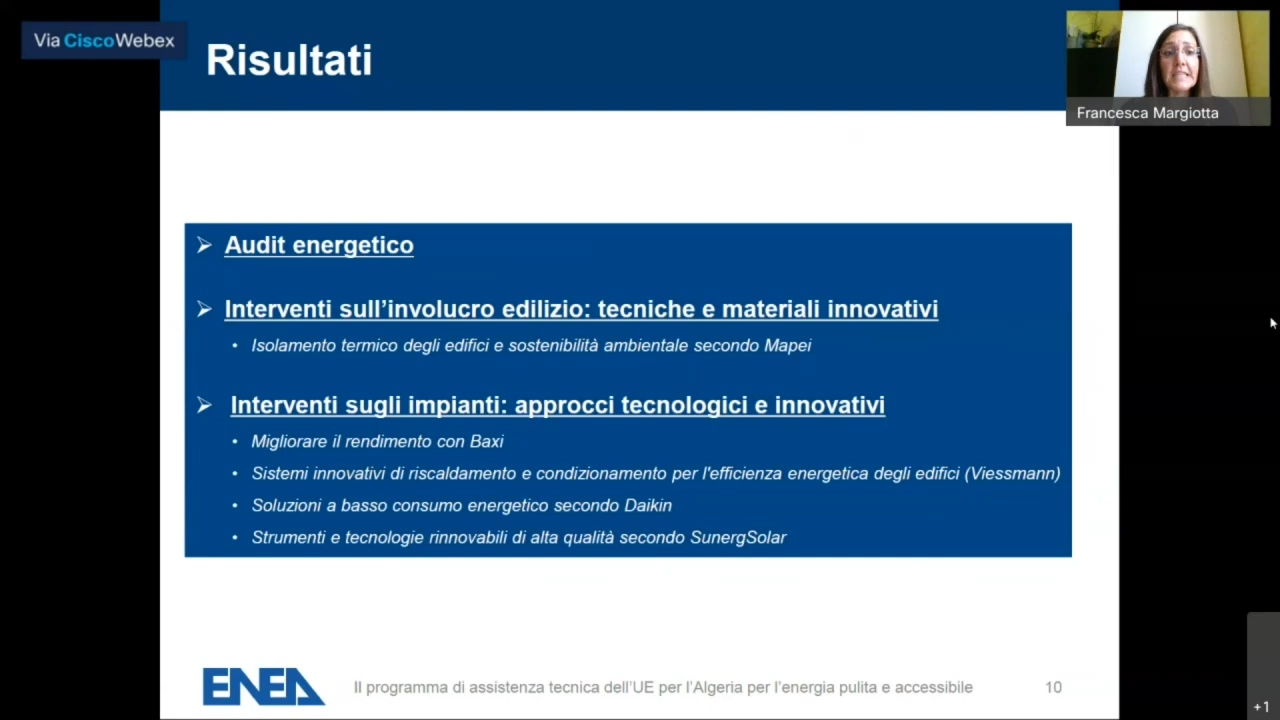 Via CiscoWebex
Risultati
Francesca Margiotta
Audit energetico
Interventi sull'involucro edilizio: tecniche e materiali innovativi
• Isolamento termico degli edifici e sostenibilità ambientale secondo Mapei
Interventi sugli impianti: approcci tecnologici e innovativi
• Migliorare il rendimento con Baxi
• Sistemi innovativi di riscaldamento e condizionamento per l'efficienza energetica degli edifici (Viessmann)
• Soluzioni a basso consumo energetico secondo Daikin
• Strumenti e tecnologie rinnovabili di alta qualità secondo SunergSolar
ENEA
Il programma di assistenza tecnica dell'UE per l'Algeria per l'energia pulita e accessibile
10
+1